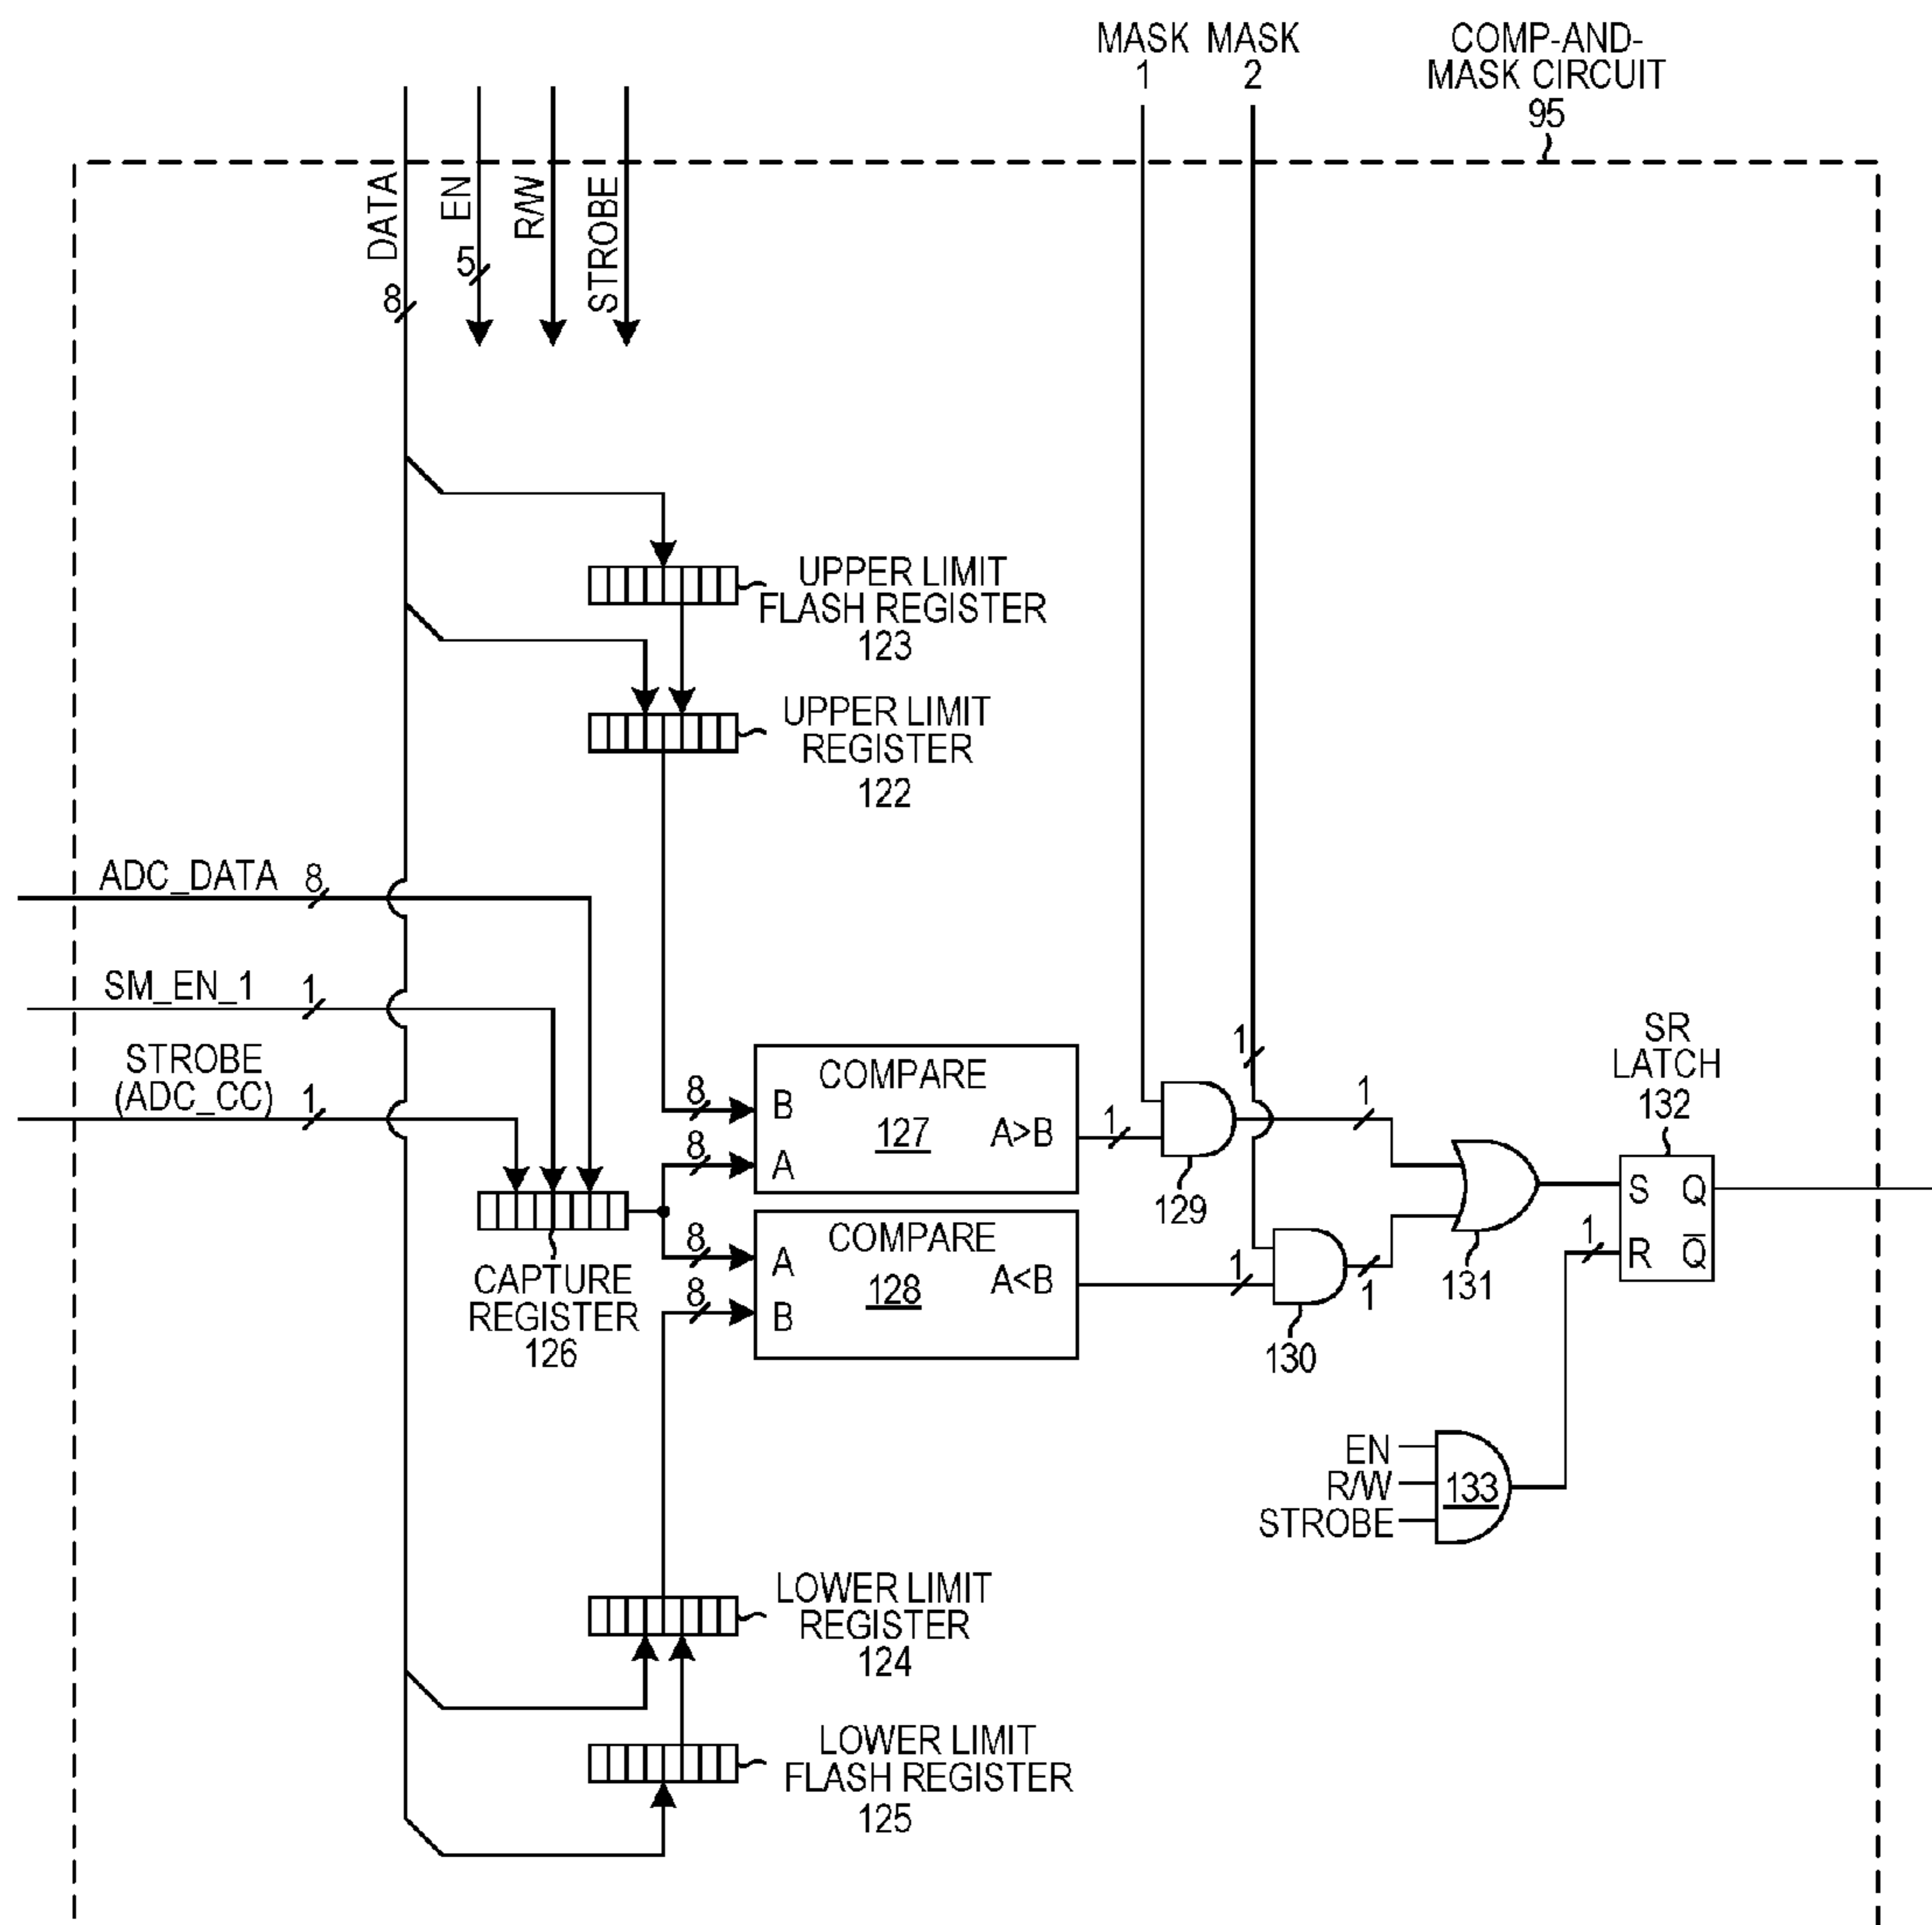 MASK 1
MASK 2
COMP-AND-
MASK CIRCUIT
95
DATA
8
EN
5
R/W
STROBE
UPPER LIMIT
FLASH REGISTER
123
UPPER LIMIT
REGISTER
122
ADC_DATA 8
SM_EN_1 1
STROBE
(ADC_CC) 1
CAPTURE
REGISTER
126
8
8
8
8
COMPARE
127
B
A
A>B
COMPARE
128
A
B
A<B
1
1
129
1
1
130
1
131
SR
LATCH
132
S Q
R Q̅
1
EN
R/W
STROBE
133
LOWER LIMIT
REGISTER
124
LOWER LIMIT
FLASH REGISTER
125